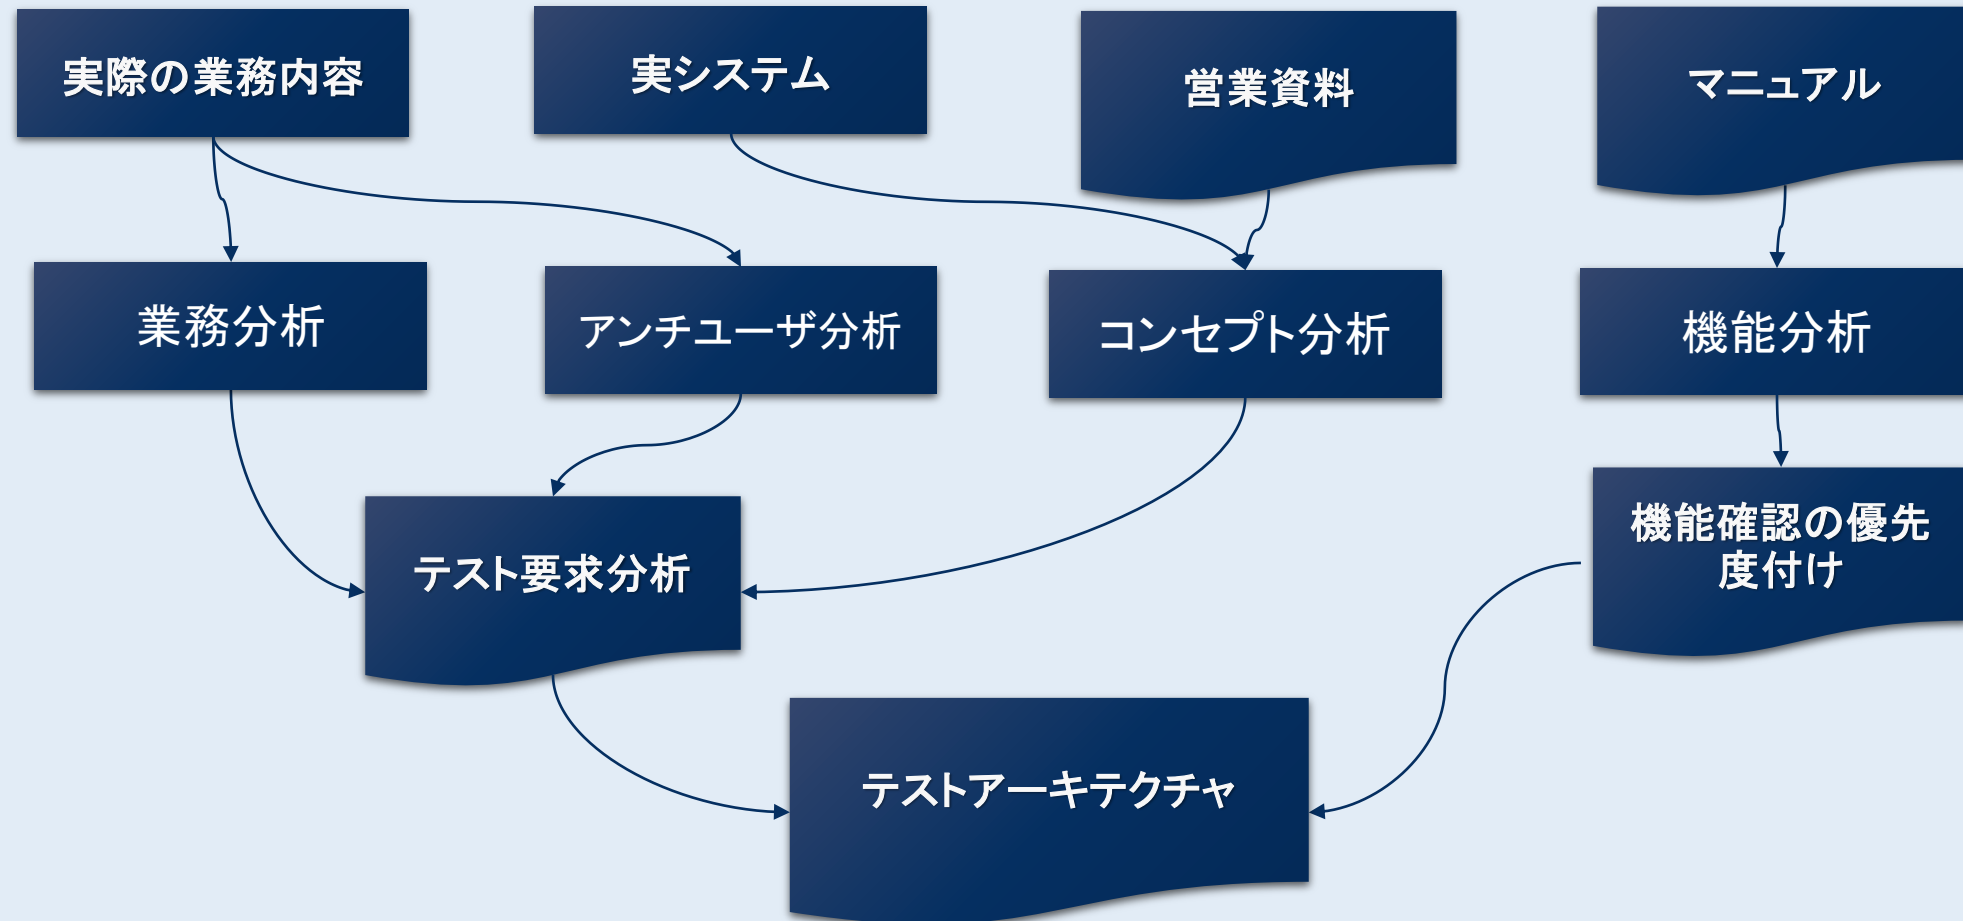 実際の業務内容
実システム
営業資料
マニュアル
業務分析
アンチユーザ分析
コンセプト分析
機能分析
テスト要求分析
機能確認の優先
度付け
テストアーキテクチャ